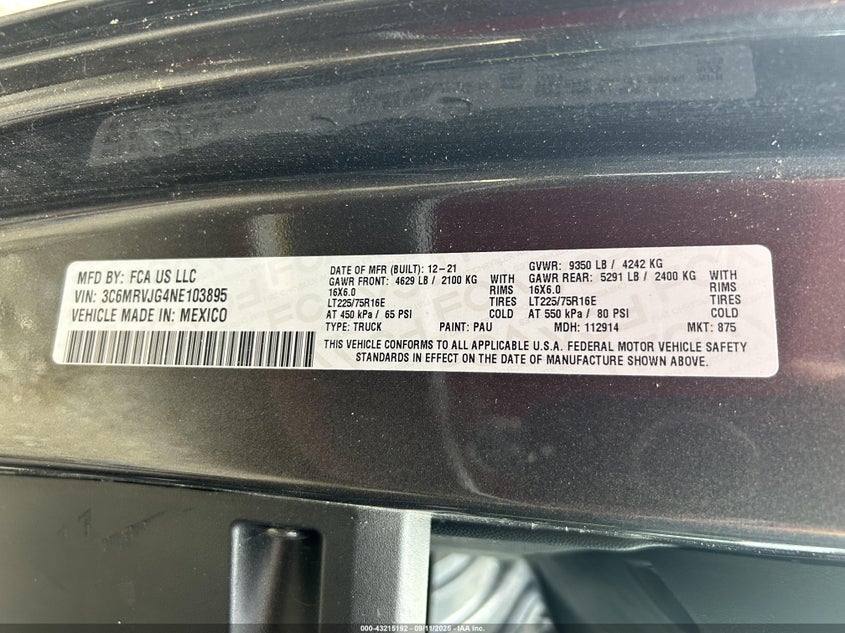 MFD BY: FCA US LLC
VIN: 3C6MRVJG4NE103895
VEHICLE MADE IN: MEXICO
DATE OF MFR (BUILT): 12-21
GAWR FRONT: 4629 LB / 2100 KG WITH
16X6.0 RIMS
LT225/75R16E TIRES
AT 450 kPa / 65 PSI COLD
TYPE: TRUCK PAINT: PAU
GVWR: 9350 LB / 4242 KG
GAWR REAR: 5291 LB / 2400 KG WITH
16X6.0 RIMS
LT225/75R16E TIRES
AT 550 kPa / 80 PSI COLD
MDH: 112914 MKT: 875
THIS VEHICLE CONFORMS TO ALL APPLICABLE U.S.A. FEDERAL MOTOR VEHICLE SAFETY
STANDARDS IN EFFECT ON THE DATE OF MANUFACTURE SHOWN ABOVE.
000-43215192 - 09/11/2025 - IAA, Inc.